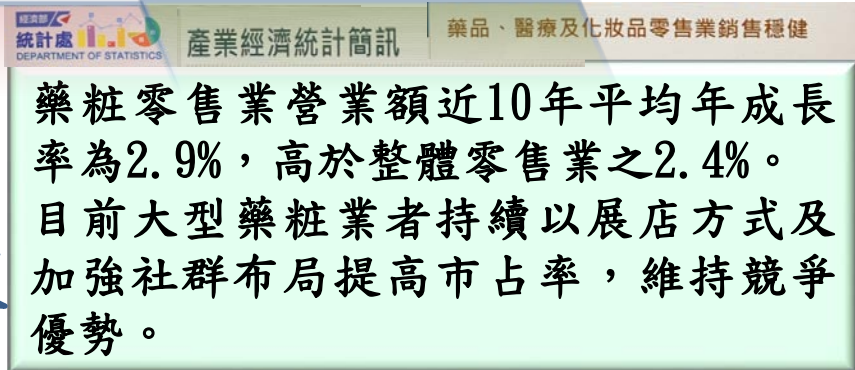 經濟部
統計處
DEPARTMENT OF STATISTICS
產業經濟統計簡訊
藥品、醫療及化妝品零售業銷售穩健
藥粧零售業營業額近10年平均年成長
率為2.9%，高於整體零售業之2.4%。
目前大型藥粧業者持續以展店方式及
加強社群布局提高市占率，維持競爭
優勢。